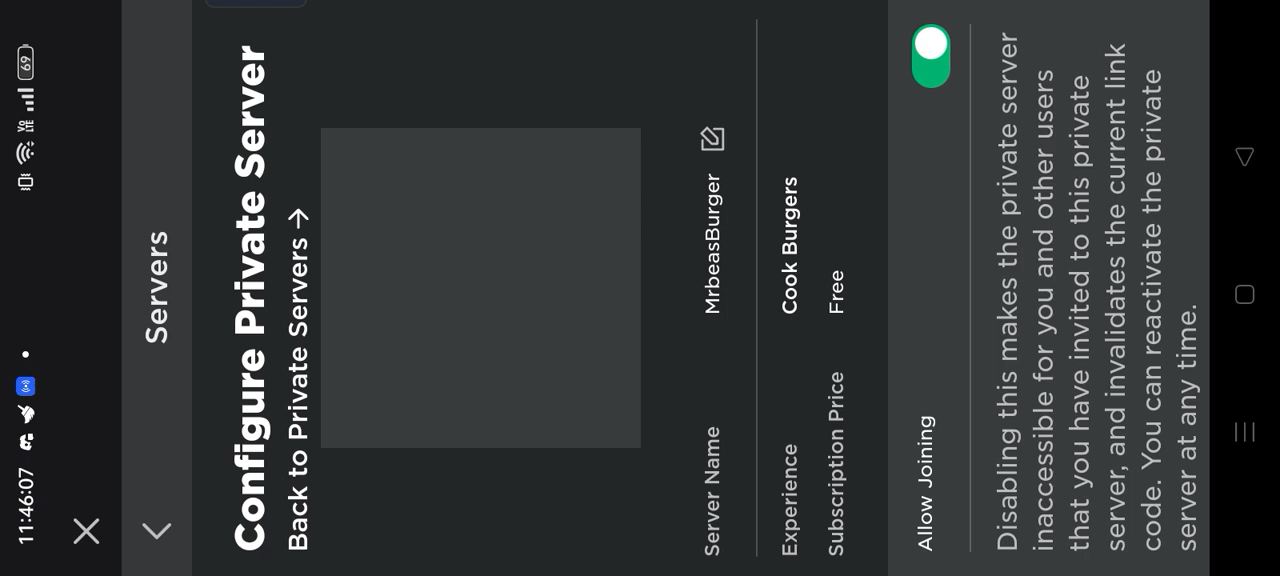 11:46:07
Vo
LTE
69
Servers
Configure Private Server
Back to Private Servers →
Server Name MrbeasBurger
Experience Cook Burgers
Subscription Price Free
Allow Joining
Disabling this makes the private server
inaccessible for you and other users
that you have invited to this private
server, and invalidates the current link
code. You can reactivate the private
server at any time.